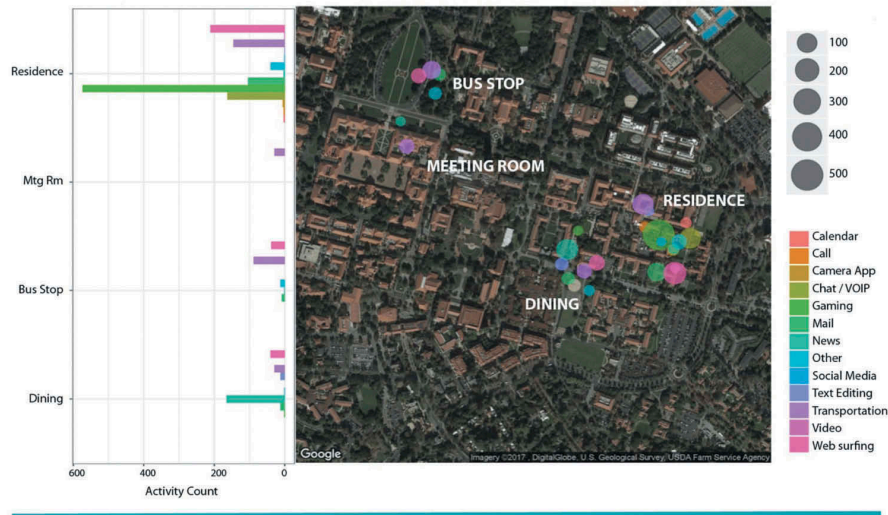 Residence
Mtg Rm
Bus Stop
Dining
600
400
200
0
Activity Count
BUS STOP
MEETING ROOM
RESIDENCE
DINING
Google
Imagery ©2017 , DigitalGlobe, U.S. Geological Survey, USDA Farm Service Agency
100
200
300
400
500
Calendar
Call
Camera App
Chat / VOIP
Gaming
Mail
News
Other
Social Media
Text Editing
Transportation
Video
Web surfing